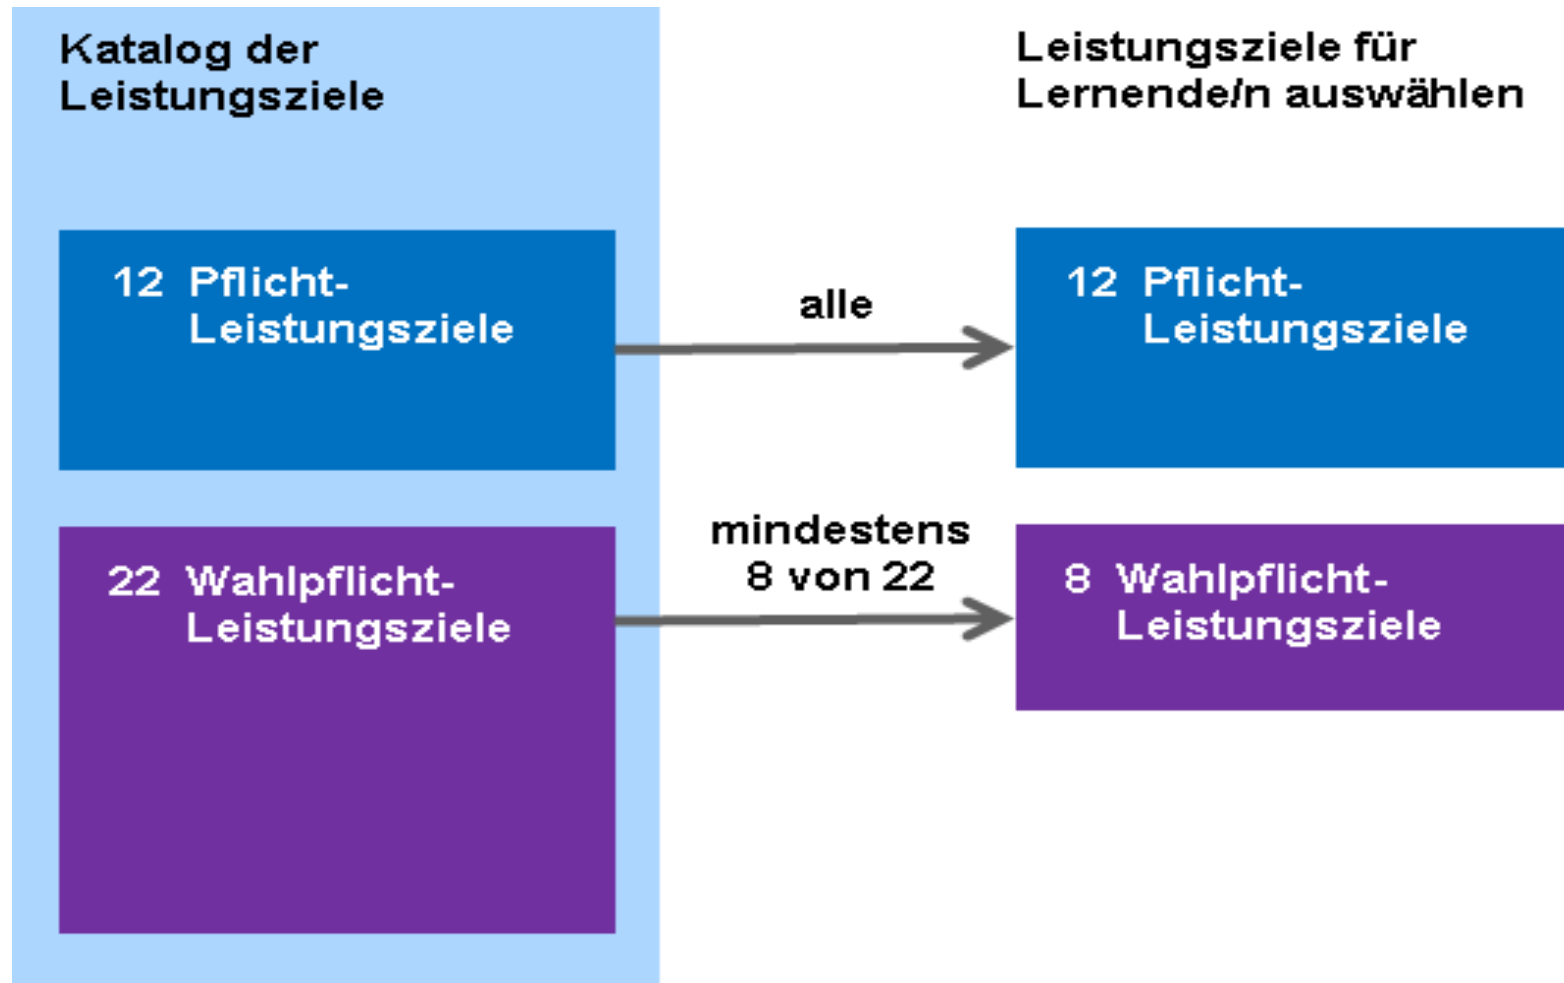 Katalog der
Leistungsziele
Leistungsziele für
Lernende/n auswählen
12 Pflicht-
Leistungsziele
alle
12 Pflicht-
Leistungsziele
22 Wahlpflicht-
Leistungsziele
mindestens
8 von 22
8 Wahlpflicht-
Leistungsziele